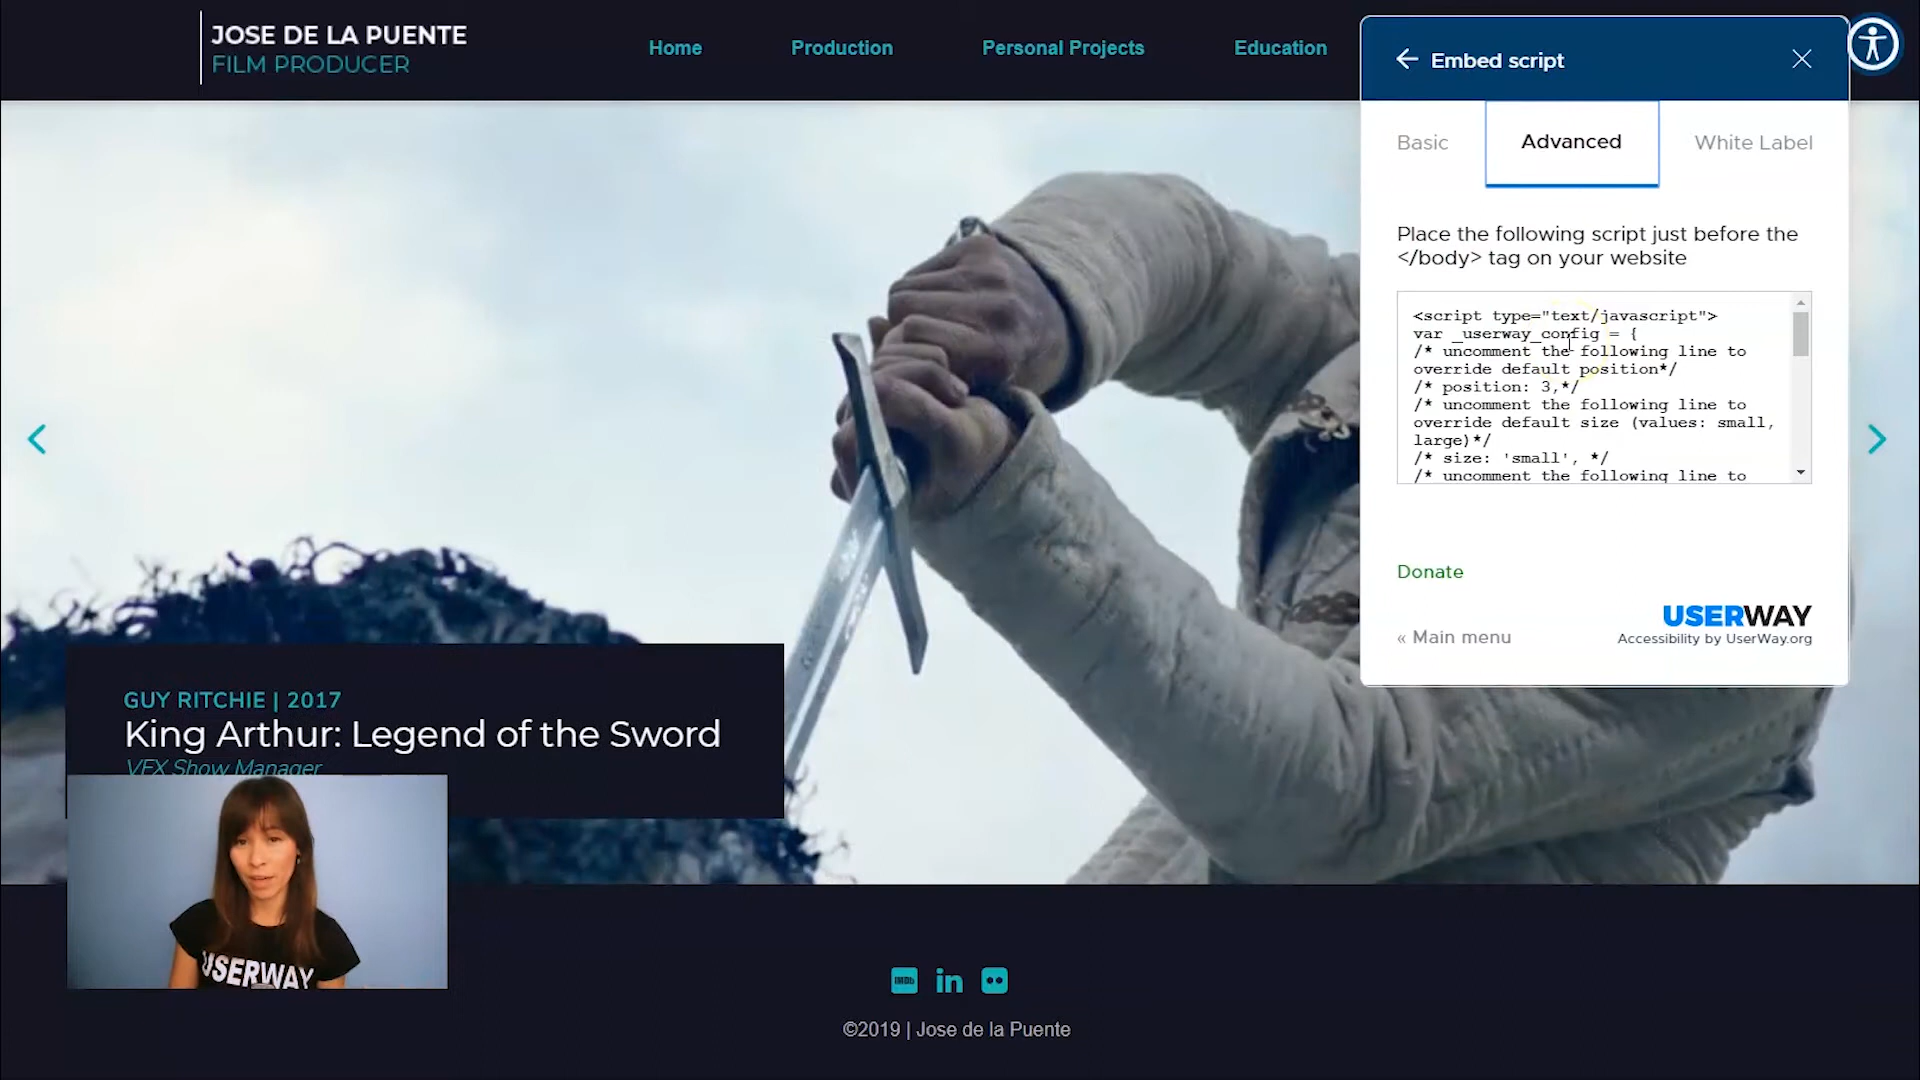 JOSE DE LA PUENTE
FILM PRODUCER
Home
Production
Personal Projects
Education
Embed script
Basic
Advanced
White Label
Place the following script just before the
</body> tag on your website
<script type="text/javascript">
var _userway_config = {
/* uncomment the following line to
override default position*/
/* position: 3,*/
/* uncomment the following line to
override default size (values: small,
large)*/
/* size: 'small', */
/* uncomment the following line to
Donate
USERWAY
« Main menu
Accessibility by UserWay.org
GUY RITCHIE | 2017
King Arthur: Legend of the Sword
VFX Show Manager
USERWAY
IMDb
in
©2019 | Jose de la Puente